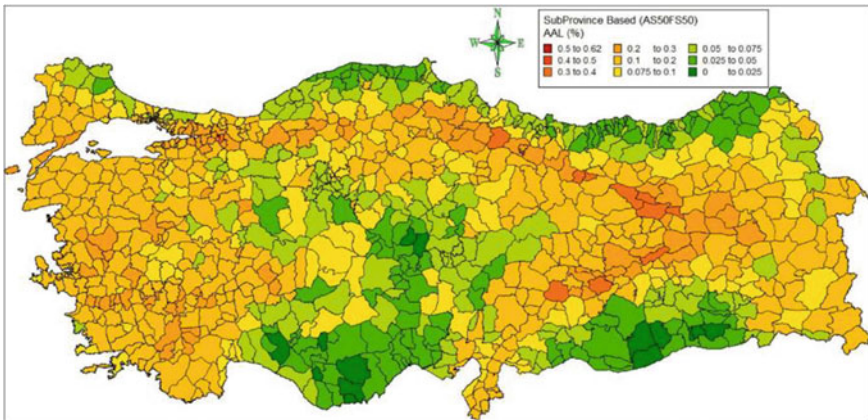 N
W E
S
SubProvince Based (AS50FS50)
AAL (%)
0.5 to 0.62 0.2 to 0.3 0.05 to 0.075
0.4 to 0.5 0.1 to 0.2 0.025 to 0.05
0.3 to 0.4 0.075 to 0.1 0 to 0.025